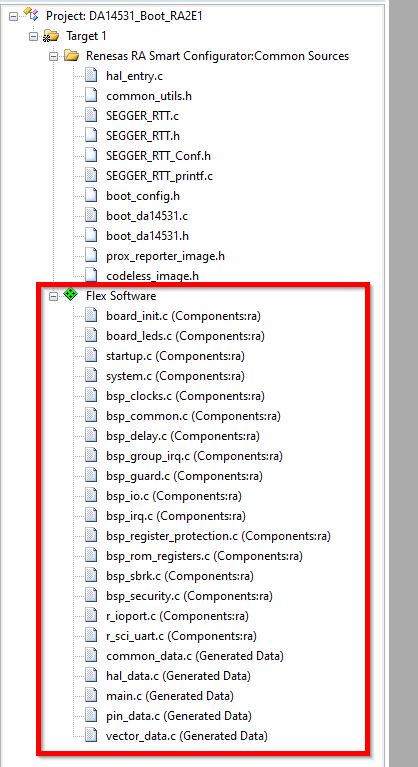 Project: DA14531_Boot_RA2E1
Target 1
Renesas RA Smart Configurator:Common Sources
hal_entry.c
common_utils.h
SEGGER_RTT.c
SEGGER_RTT.h
SEGGER_RTT_Conf.h
SEGGER_RTT_printf.c
boot_config.h
boot_da14531.c
boot_da14531.h
prox_reporter_image.h
codeless_image.h
Flex Software
board_init.c (Components:ra)
board_leds.c (Components:ra)
startup.c (Components:ra)
system.c (Components:ra)
bsp_clocks.c (Components:ra)
bsp_common.c (Components:ra)
bsp_delay.c (Components:ra)
bsp_group_irq.c (Components:ra)
bsp_guard.c (Components:ra)
bsp_io.c (Components:ra)
bsp_irq.c (Components:ra)
bsp_register_protection.c (Components:ra)
bsp_rom_registers.c (Components:ra)
bsp_sbrk.c (Components:ra)
bsp_security.c (Components:ra)
r_ioport.c (Components:ra)
r_sci_uart.c (Components:ra)
common_data.c (Generated Data)
hal_data.c (Generated Data)
main.c (Generated Data)
pin_data.c (Generated Data)
vector_data.c (Generated Data)